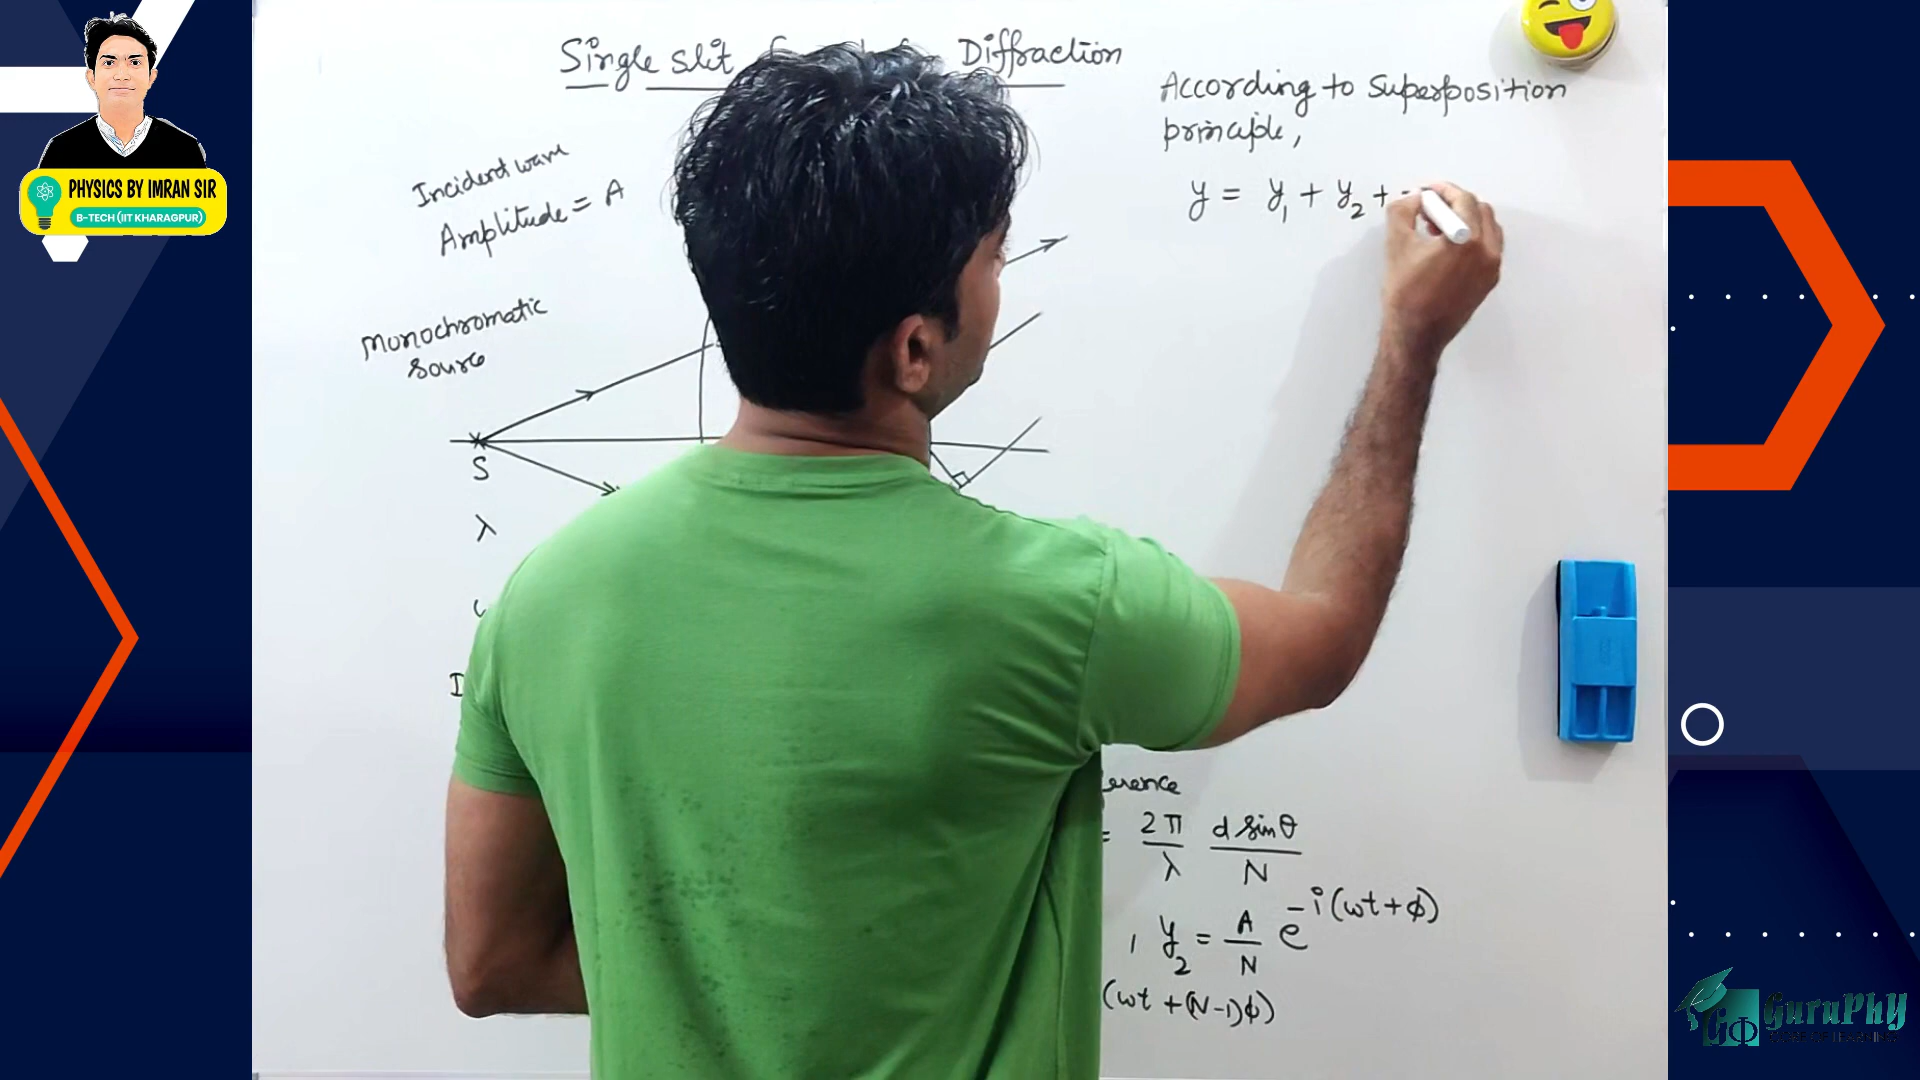 PHYSICS BY IMRAN SIR
B-TECH (IIT KHARAGPUR)
Single slit Diffraction
Incident wave
Amplitude = A
Monochromatic
source
S
λ
According to Superposition
principle,
y = y₁ + y₂ +
2π d sinθ
λ N
, y₂ = A/N e^-i(ωt+φ)
(ωt + (N-1)φ)
GuruPhy